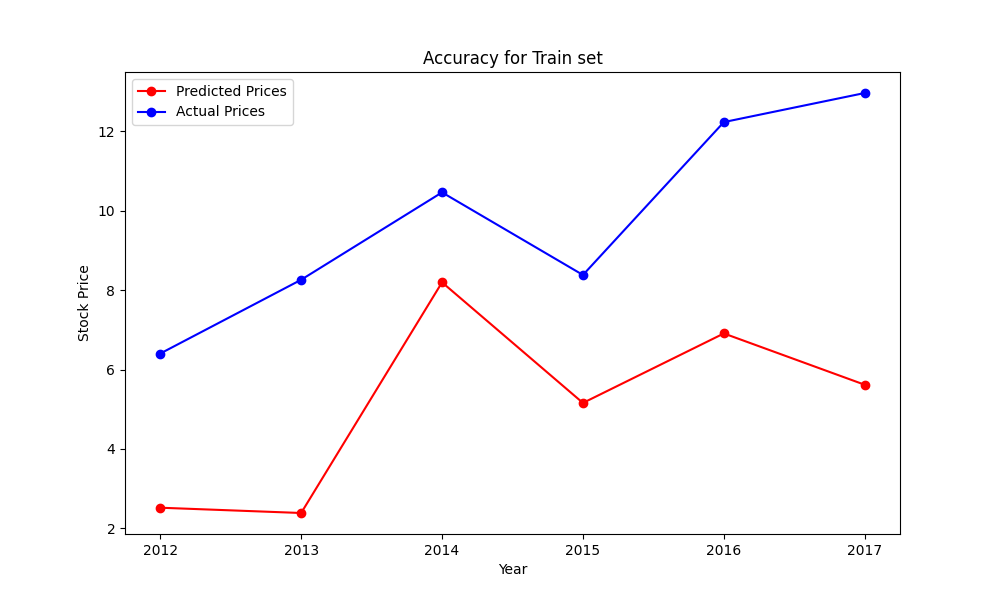 Accuracy for Train set
Predicted Prices
Actual Prices
12
10
8
6
4
2
Stock Price
2012 2013 2014 2015 2016 2017
Year